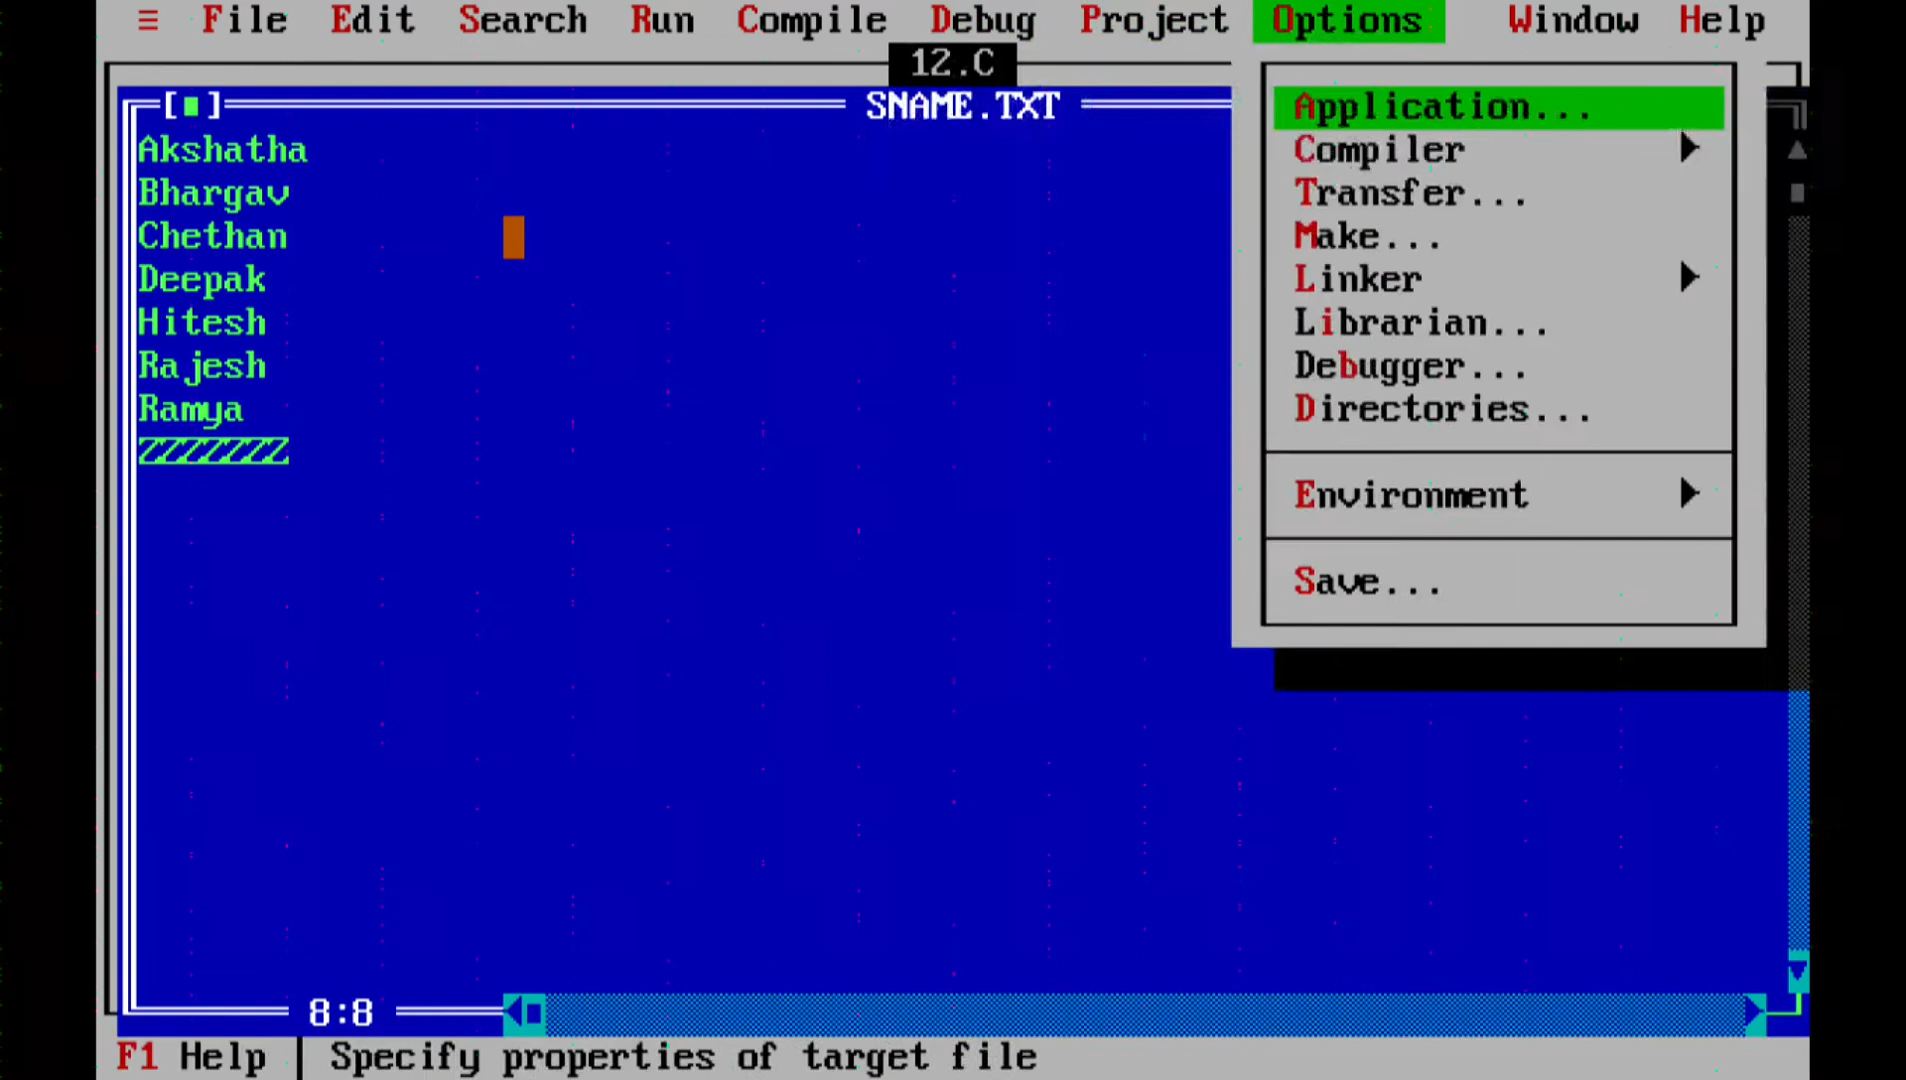 ≡ File Edit Search Run Compile Debug Project Options Window Help
12.C
[■] SNAME.TXT
Akshatha
Bhargav
Chethan
Deepak
Hitesh
Rajesh
Ramya
ZZZZZZZ
Application...
Compiler
Transfer...
Make...
Linker
Librarian...
Debugger...
Directories...
Environment
Save...
8:8
F1 Help | Specify properties of target file